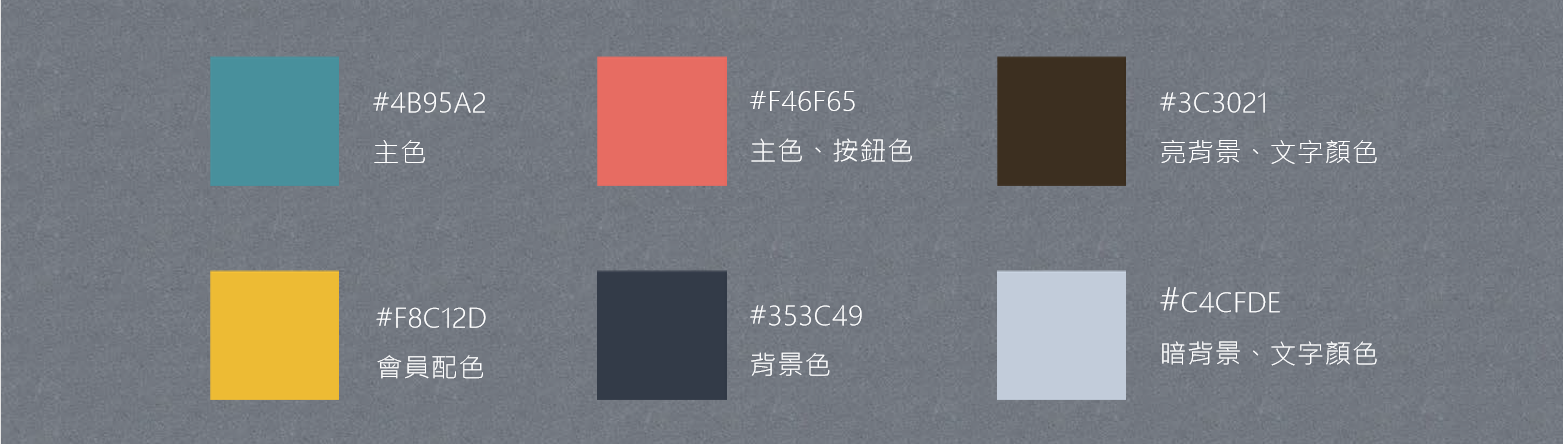 #4B95A2
主色
#F46F65
主色、按鈕色
#3C3021
亮背景、文字顏色
#F8C12D
會員配色
#353C49
背景色
#C4CFDE
暗背景、文字顏色